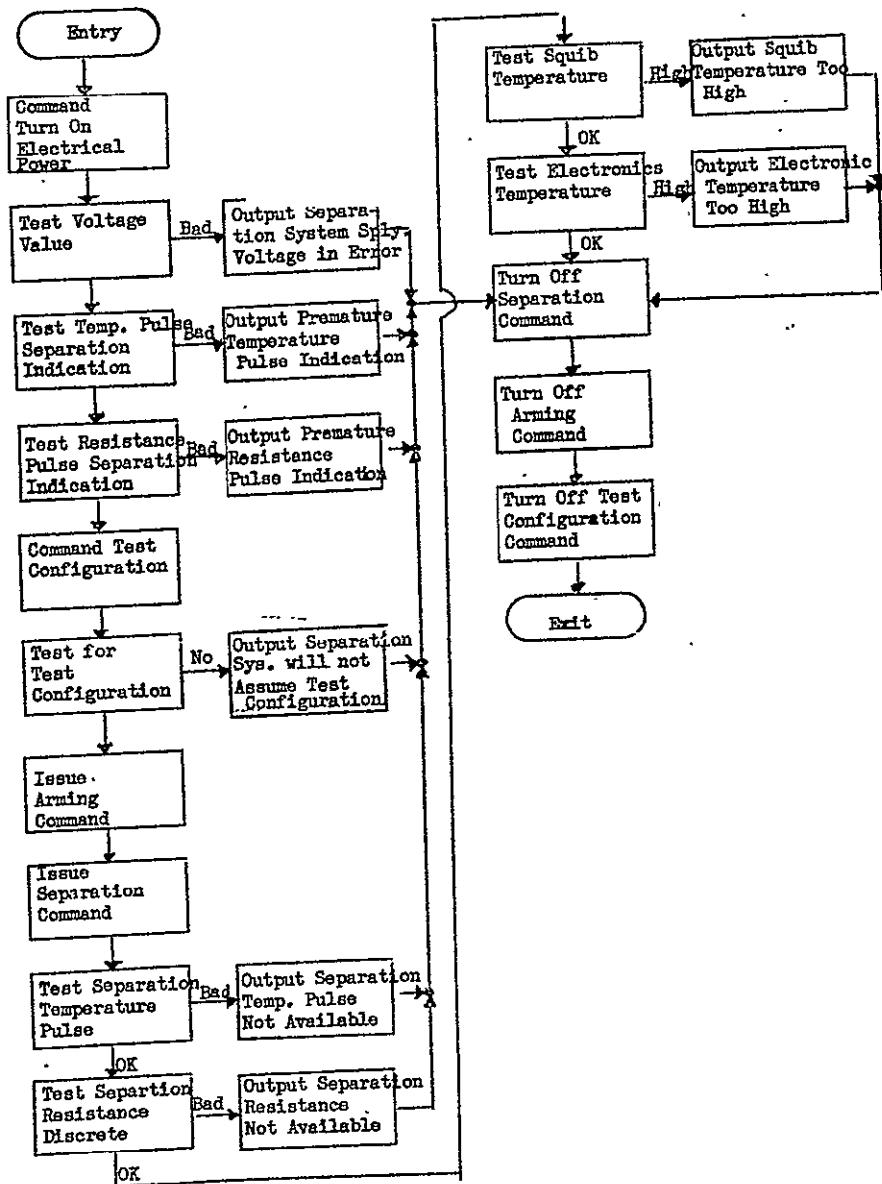 Entry
Command
Turn On
Electrical
Power
Test Voltage
Value
Bad
Output Separa-
tion System Sply
Voltage in Error
Test Temp. Pulse
Separation
Indication
Bad
Output Premature
Temperature
Pulse Indication
Test Resistance
Pulse Separation
Indication
Bad
Output Premature
Resistance
Pulse Indication
Command Test
Configuration
Test for
Test
Configuration
No
Output Separation
Sys. will not
Assume Test
Configuration
Issue
Arming
Command
Issue
Separation
Command
Test Separation
Temperature
Pulse
Bad
Output Separation
Temp. Pulse
Not Available
OK
Test Separtion
Resistance
Discrete
Bad
Output Separation
Resistance
Not Available
OK
Test Squib
Temperature
High
Output Squib
Temperature Too
High
OK
Test Electronics
Temperature
High
Output Electronic
Temperature
Too High
OK
Turn Off
Separation
Command
Turn Off
Arming
Command
Turn Off Test
Configuration
Command
Exit